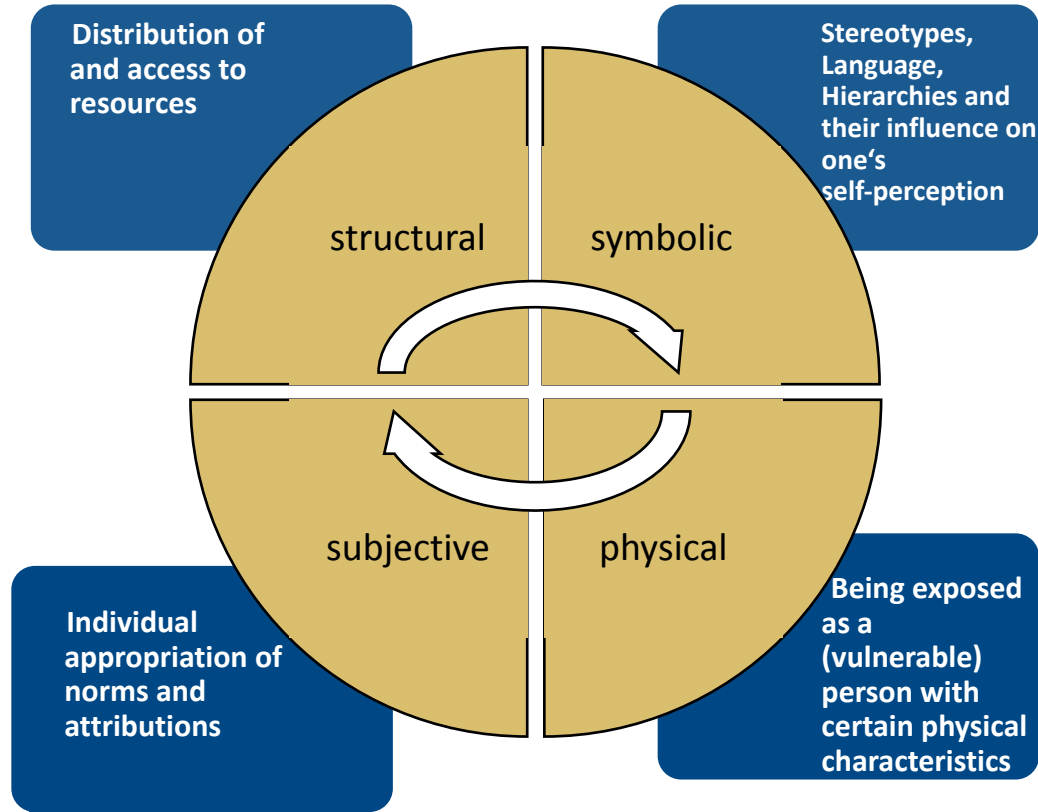 Distribution of
and access to
resources
Stereotypes,
Language,
Hierarchies and
their influence on
one‘s
self-perception
structural
symbolic
subjective
physical
Individual
appropriation of
norms and
attributions
Being exposed
as a
(vulnerable)
person with
certain physical
characteristics